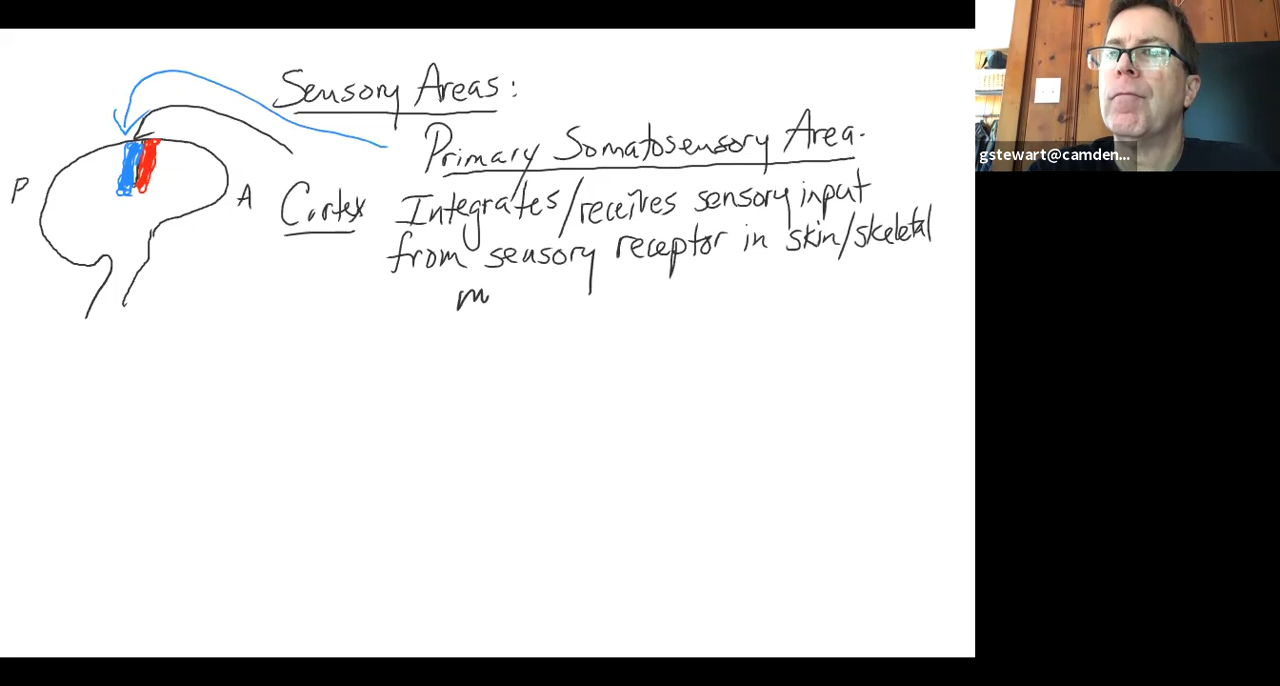 Sensory Areas:
Primary Somatosensory Area.
P
A
Cortex
Integrates/receives sensory input
from sensory receptor in skin/skeletal
m
gstewart@camden...